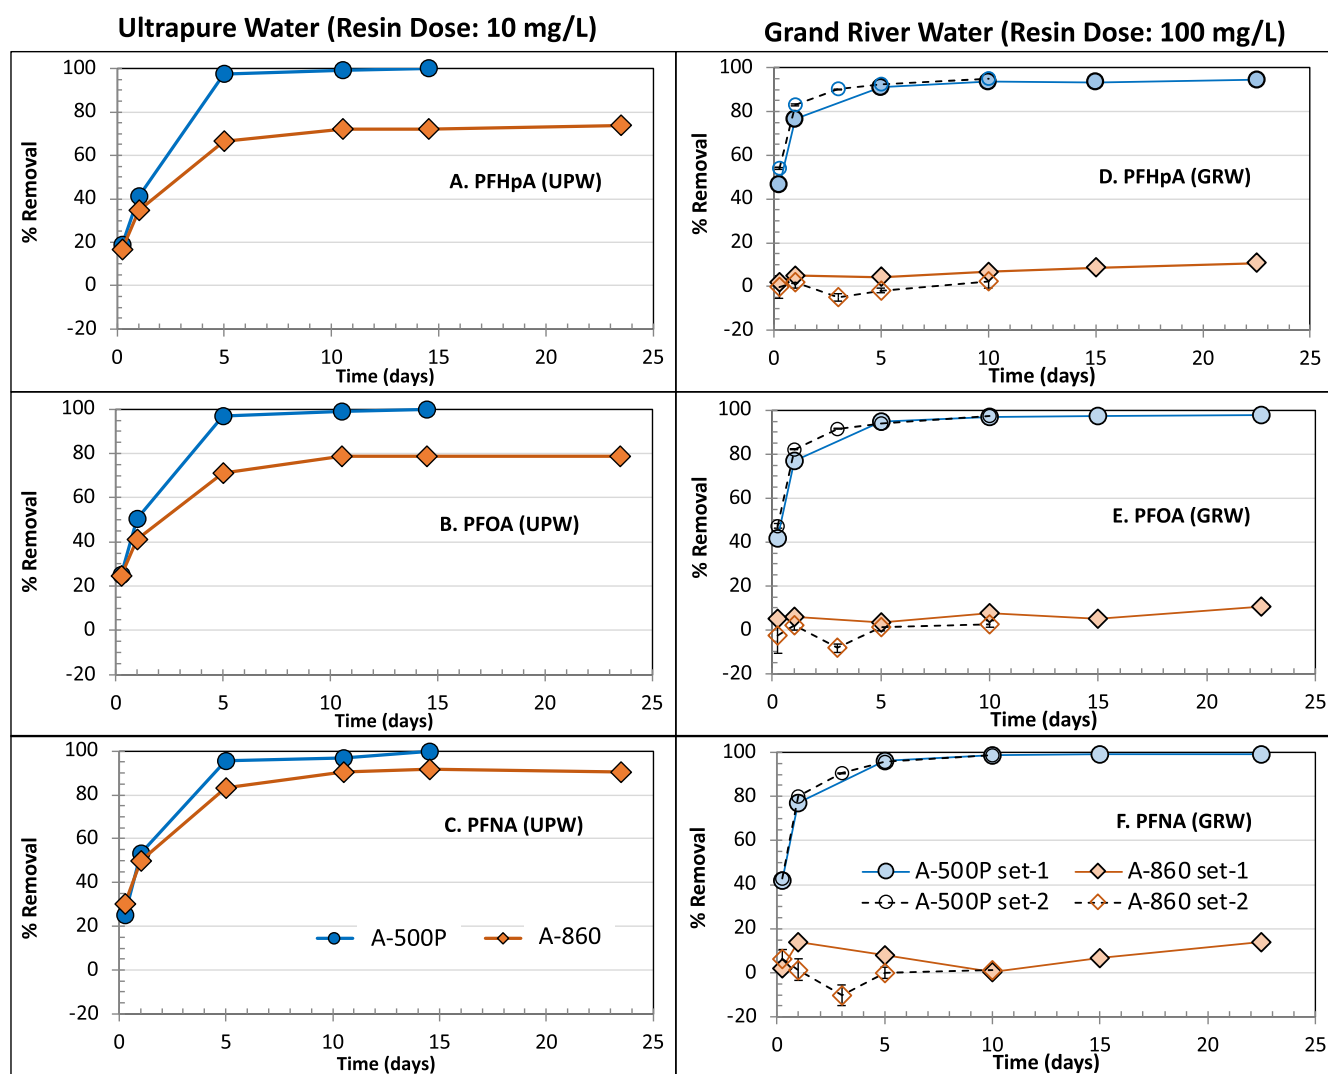 Ultrapure Water (Resin Dose: 10 mg/L)
Grand River Water (Resin Dose: 100 mg/L)
% Removal
100
80
60
40
20
0
-20
A. PFHpA (UPW)
0 5 10 15 20 25
Time (days)
% Removal
100
80
60
40
20
0
-20
D. PFHpA (GRW)
0 5 10 15 20 25
Time (days)
% Removal
100
80
60
40
20
0
-20
B. PFOA (UPW)
0 5 10 15 20 25
Time (days)
% Removal
100
80
60
40
20
0
-20
E. PFOA (GRW)
0 5 10 15 20 25
Time (days)
% Removal
100
80
60
40
20
0
-20
C. PFNA (UPW)
A-500P A-860
0 5 10 15 20 25
Time (days)
% Removal
100
80
60
40
20
0
-20
F. PFNA (GRW)
A-500P set-1 A-860 set-1
A-500P set-2 A-860 set-2
0 5 10 15 20 25
Time (days)